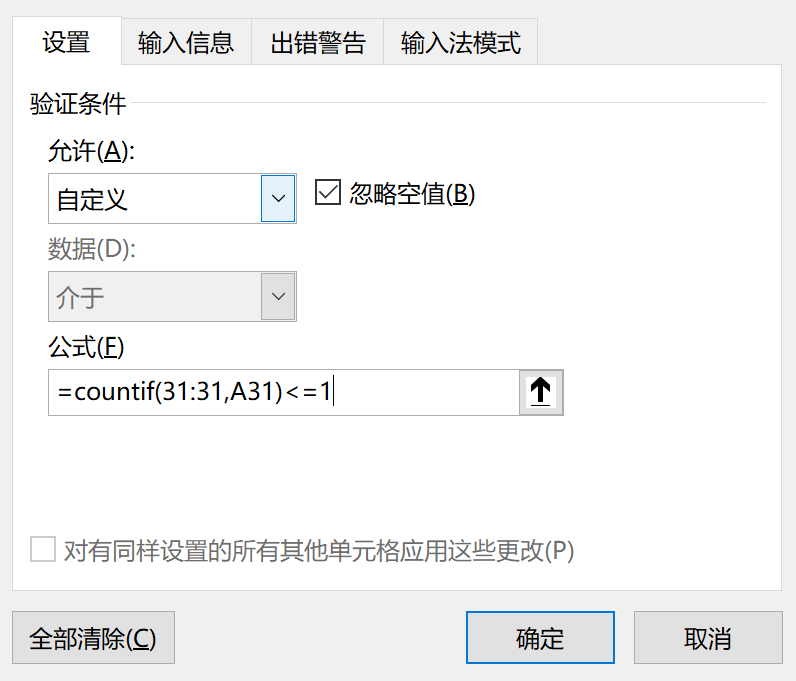 设置 输入信息 出错警告 输入法模式
验证条件
允许(A):
自定义 忽略空值(B)
数据(D):
介于
公式(F)
=countif(31:31,A31)<=1
对有同样设置的所有其他单元格应用这些更改(P)
全部清除(C) 确定 取消